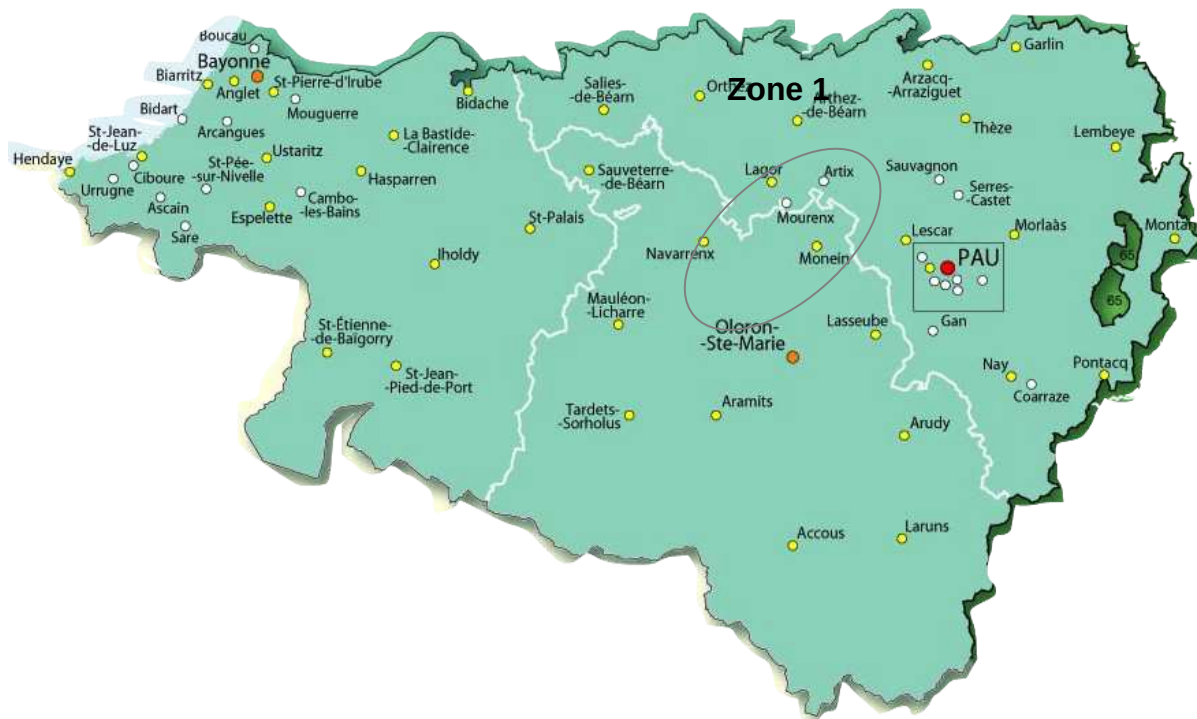 Boucau
Bayonne
Biarritz
Anglet
St-Pierre-d'Irube
Bidart
Mouguerre
Arcangues
St-Jean-
-de-Luz
Hendaye
Urrugne
Ciboure
St-Pée-
-sur-Nivelle
Ustaritz
Ascain
Sare
Espelette
Cambo-
-les-Bains
Hasparren
La Bastide-
-Clairence
Bidache
St-Palais
Iholdy
St-Étienne-
-de-Baïgorry
St-Jean-
-Pied-de-Port
Salies-
-de-Béarn
Orthez
Zone 1
Arthez-
-de-Béarn
Arzacq-
-Arraziguet
Garlin
Thèze
Lembeye
Sauveterre-
-de-Béarn
Lagor
Artix
Mourenx
Sauvagnon
Serres-
-Castet
Navarrenx
Monein
Lescar
Morlaàs
Montan
65
65
PAU
Gan
Mauléon-
-Licharre
Oloron-
-Ste-Marie
Lasseube
Nay
Coarraze
Pontacq
Tardets-
-Sorholus
Aramits
Arudy
Accous
Laruns